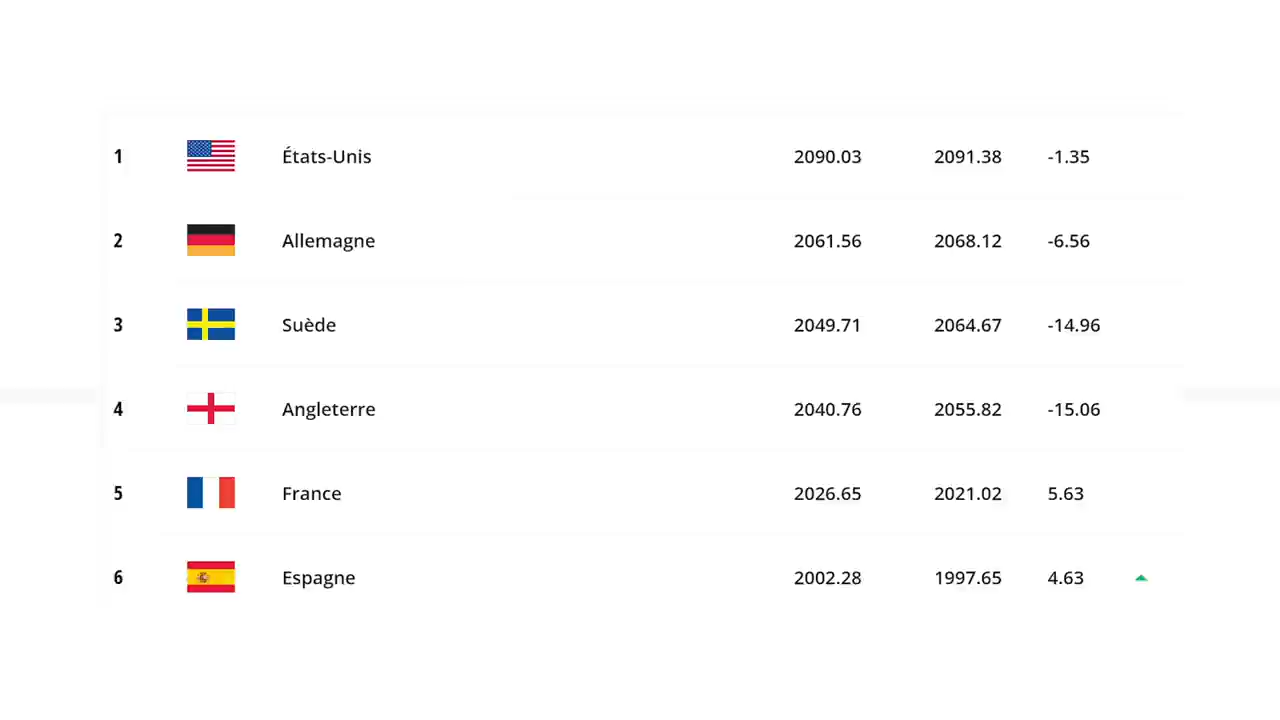 1 États-Unis 2090.03 2091.38 -1.35
2 Allemagne 2061.56 2068.12 -6.56
3 Suède 2049.71 2064.67 -14.96
4 Angleterre 2040.76 2055.82 -15.06
5 France 2026.65 2021.02 5.63
6 Espagne 2002.28 1997.65 4.63